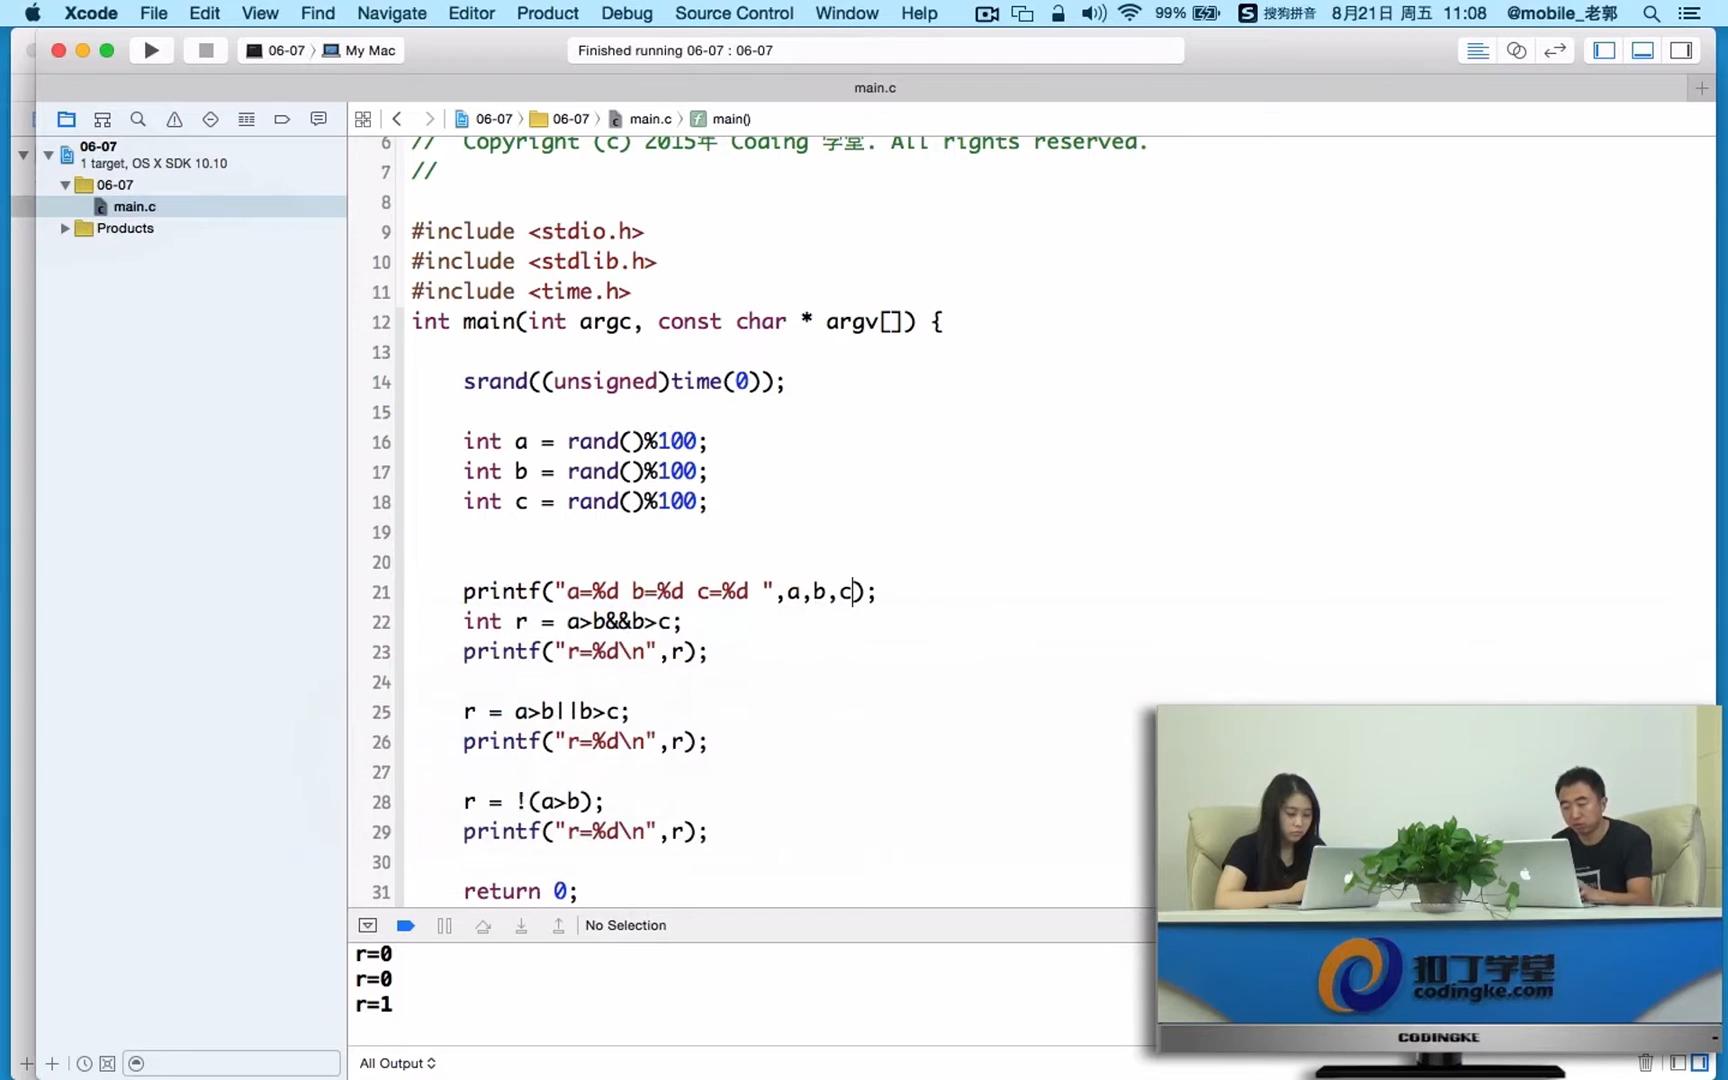 Xcode File Edit View Find Navigate Editor Product Debug Source Control Window Help 99% S 搜狗拼音 8月21日 周五 11:08 @mobile_老郭
06-07 〉 My Mac Finished running 06-07 : 06-07
main.c
06-07 〉 06-07 〉 main.c 〉 f main()
06-07
1 target, OS X SDK 10.10
06-07
main.c
Products
6 // Copyright (c) 2015年 Coding 学堂. All rights reserved.
7 //
8
9 #include <stdio.h>
10 #include <stdlib.h>
11 #include <time.h>
12 int main(int argc, const char * argv[]) {
13
14 srand((unsigned)time(0));
15
16 int a = rand()%100;
17 int b = rand()%100;
18 int c = rand()%100;
19
20
21 printf("a=%d b=%d c=%d ",a,b,c);
22 int r = a>b&&b>c;
23 printf("r=%d\n",r);
24
25 r = a>b||b>c;
26 printf("r=%d\n",r);
27
28 r = !(a>b);
29 printf("r=%d\n",r);
30
31 return 0;
No Selection
r=0
r=0
r=1
All Output
扣丁学堂
codingke.com
CODINGKE